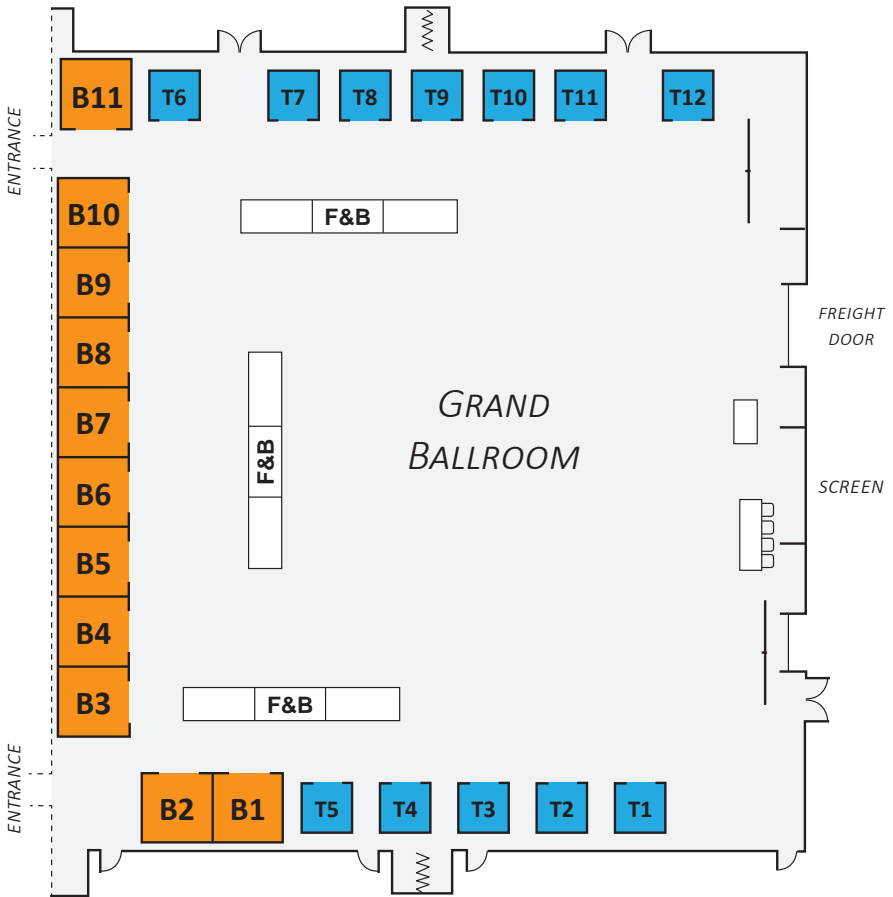 B11
T6
T7
T8
T9
T10
T11
T12
ENTRANCE
B10
F&B
B9
B8
B7
B6
B5
B4
B3
F&B
GRAND
BALLROOM
FREIGHT
DOOR
SCREEN
F&B
ENTRANCE
B2
B1
T5
T4
T3
T2
T1